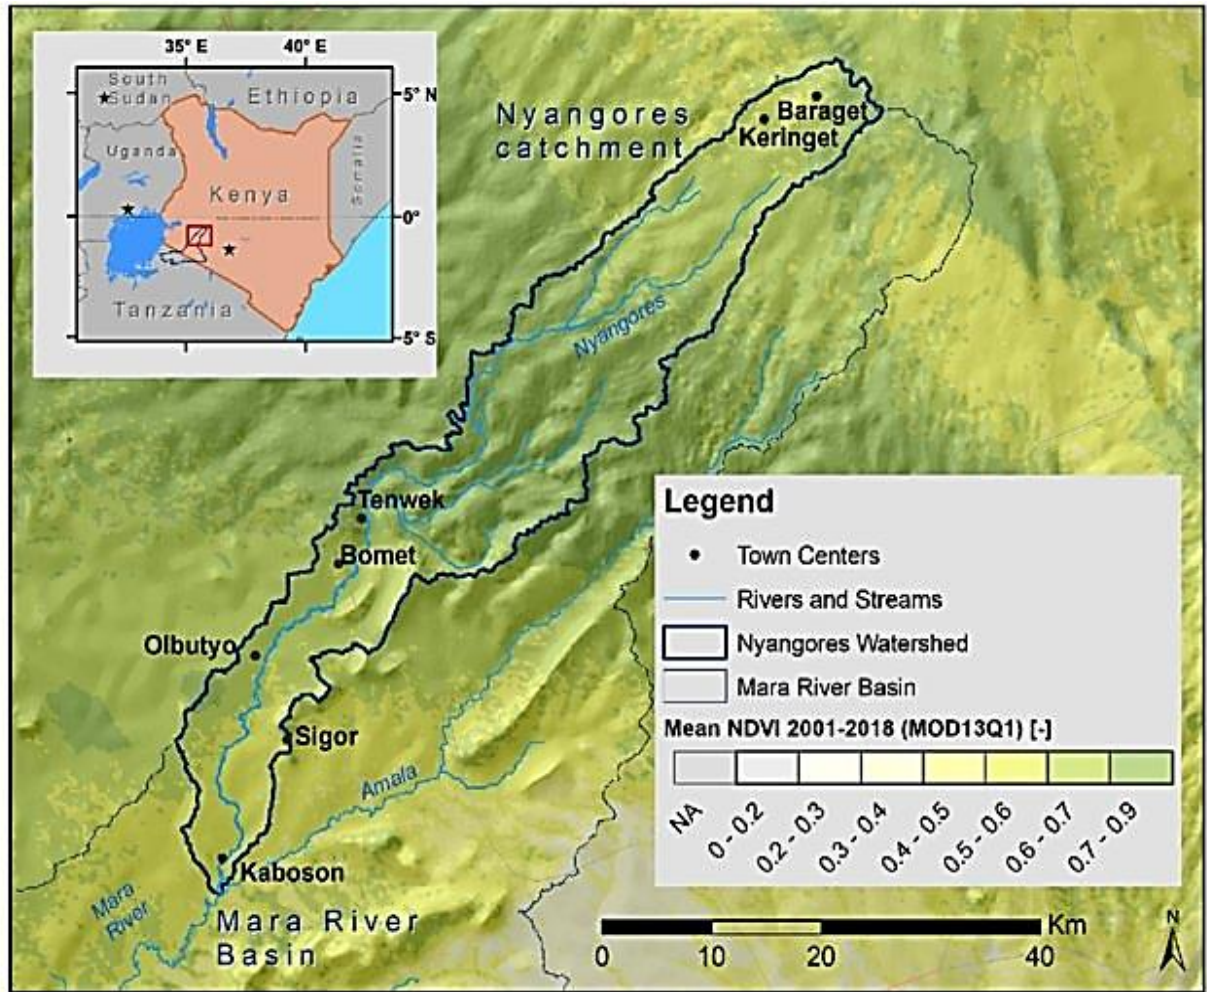 35° E 40° E
South
Sudan
Ethiopia
5° N
Uganda
Somalia
Kenya
0°
Tanzania
5° S
Nyangores
catchment
Baraget
Keringet
Nyangores
Tenwek
Bomet
Olbutyo
Sigor
Amala
Kaboson
Mara
River
Mara River
Basin
Legend
Town Centers
Rivers and Streams
Nyangores Watershed
Mara River Basin
Mean NDVI 2001-2018 (MOD13Q1) [-]
NA 0 - 0.2 0.2 - 0.3 0.3 - 0.4 0.4 - 0.5 0.5 - 0.6 0.6 - 0.7 0.7 - 0.9
Km
0 10 20 40
N